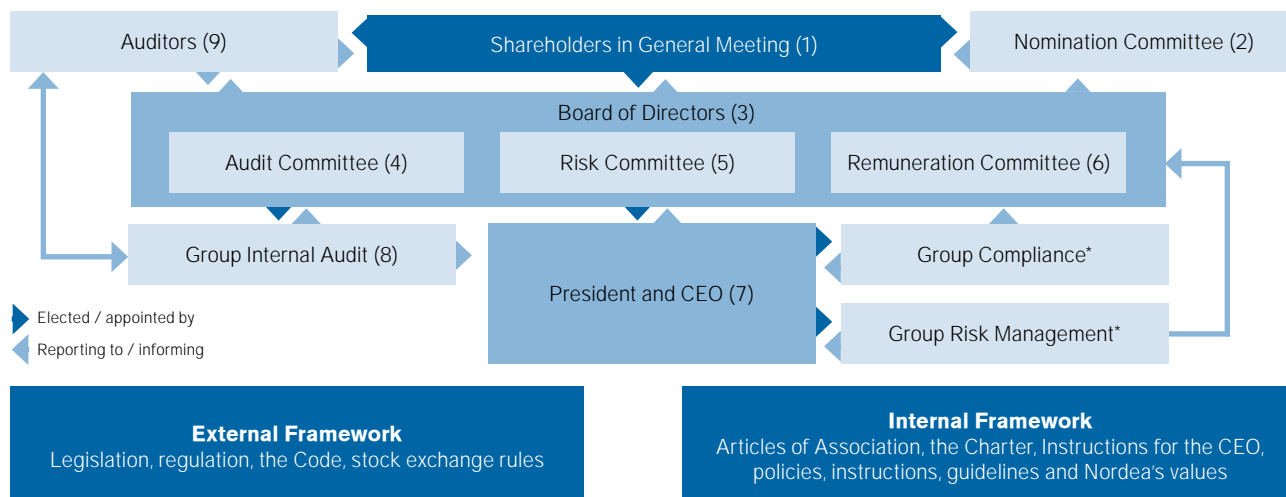 Auditors (9)
Shareholders in General Meeting (1)
Nomination Committee (2)
Board of Directors (3)
Audit Committee (4)
Risk Committee (5)
Remuneration Committee (6)
Group Internal Audit (8)
President and CEO (7)
Group Compliance*
Group Risk Management*
Elected / appointed by
Reporting to / informing
External Framework
Legislation, regulation, the Code, stock exchange rules
Internal Framework
Articles of Association, the Charter, Instructions for the CEO,
policies, instructions, guidelines and Nordea's values